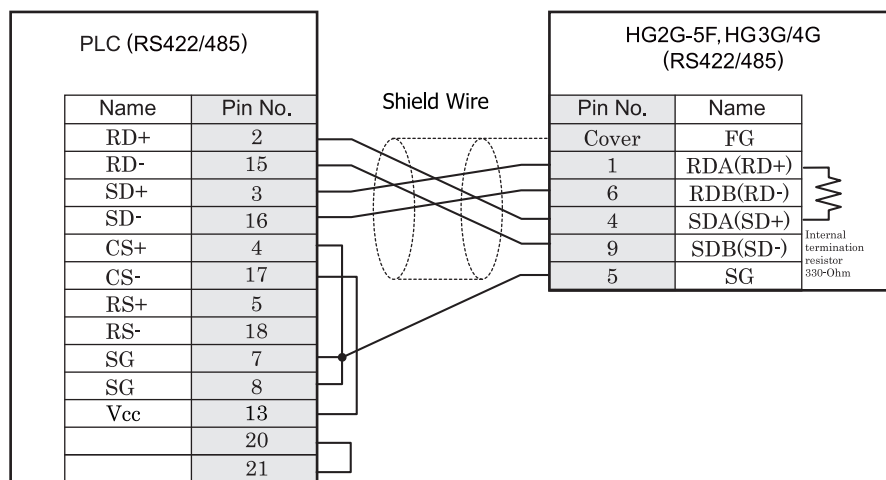 PLC (RS422/485)
Name Pin No.
RD+ 2
RD- 15
SD+ 3
SD- 16
CS+ 4
CS- 17
RS+ 5
RS- 18
SG 7
SG 8
Vcc 13
20
21
Shield Wire
HG2G-5F, HG3G/4G
(RS422/485)
Pin No. Name
Cover FG
1 RDA(RD+)
6 RDB(RD-)
4 SDA(SD+)
9 SDB(SD-)
5 SG
Internal
termination
resistor
330-Ohm